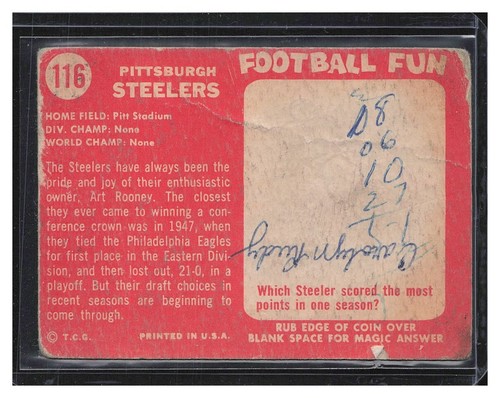 116
PITTSBURGH
STEELERS
HOME FIELD: Pitt Stadium
DIV. CHAMP: None
WORLD CHAMP: None
The Steelers have always been the
pride and joy of their enthusiastic
owner, Art Rooney. The closest
they ever came to winning a con-
ference crown was in 1947, when
they tied the Philadelphia Eagles
for first place in the Eastern Divi-
sion, and then lost out, 21-0, in a
playoff. But their draft choices in
recent seasons are beginning to
come through.
© T.C.G. PRINTED IN U.S.A.
FOOTBALL FUN
Carolyn
Which Steeler scored the most
points in one season?
RUB EDGE OF COIN OVER
BLANK SPACE FOR MAGIC ANSWER